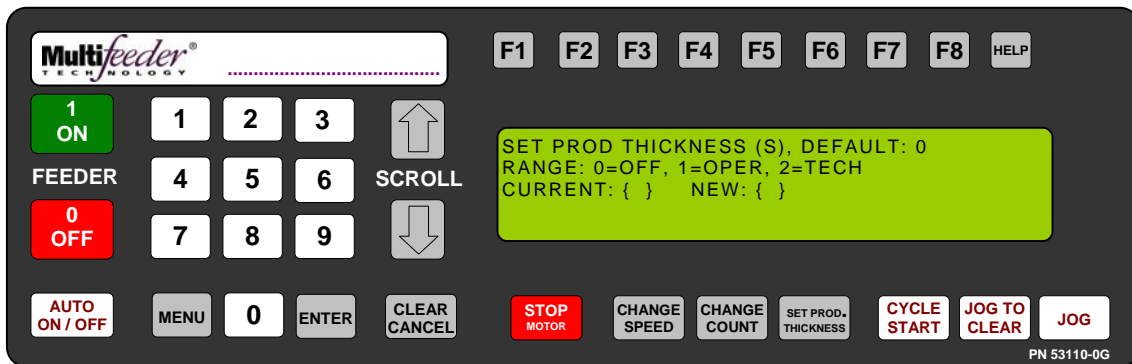 Multifeeder®
TECHNOLOGY
F1 F2 F3 F4 F5 F6 F7 F8 HELP
1
ON
FEEDER
0
OFF
1 2 3
4 5 6
7 8 9
SCROLL
SET PROD THICKNESS (S), DEFAULT: 0
RANGE: 0=OFF, 1=OPER, 2=TECH
CURRENT: { } NEW: { }
AUTO
ON / OFF
MENU
0
ENTER
CLEAR
CANCEL
STOP
MOTOR
CHANGE
SPEED
CHANGE
COUNT
SET PROD.
THICKNESS
CYCLE
START
JOG TO
CLEAR
JOG
PN 53110-0G